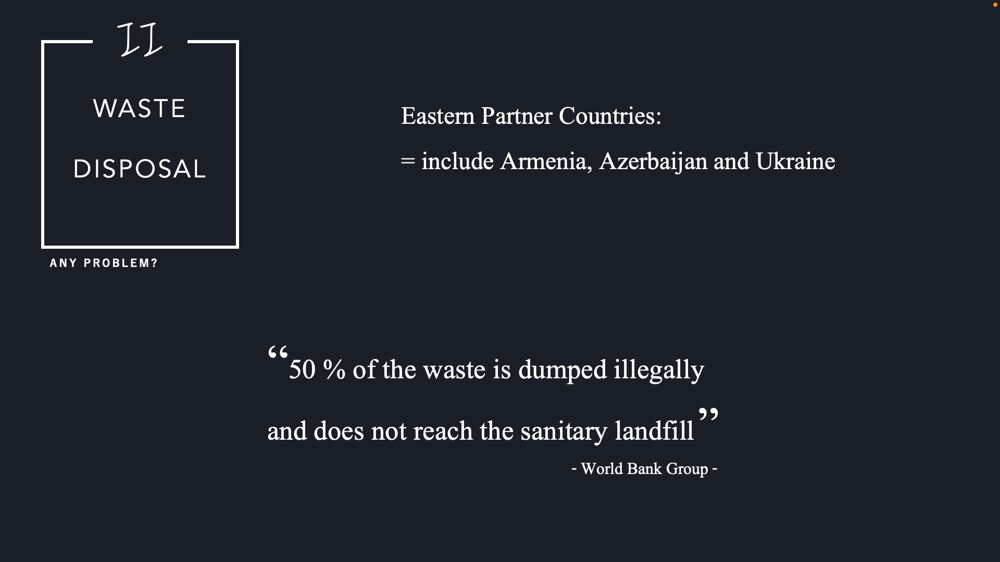 II
WASTE
DISPOSAL
ANY PROBLEM?
Eastern Partner Countries:
= include Armenia, Azerbaijan and Ukraine
“50 % of the waste is dumped illegally
and does not reach the sanitary landfill”
- World Bank Group -